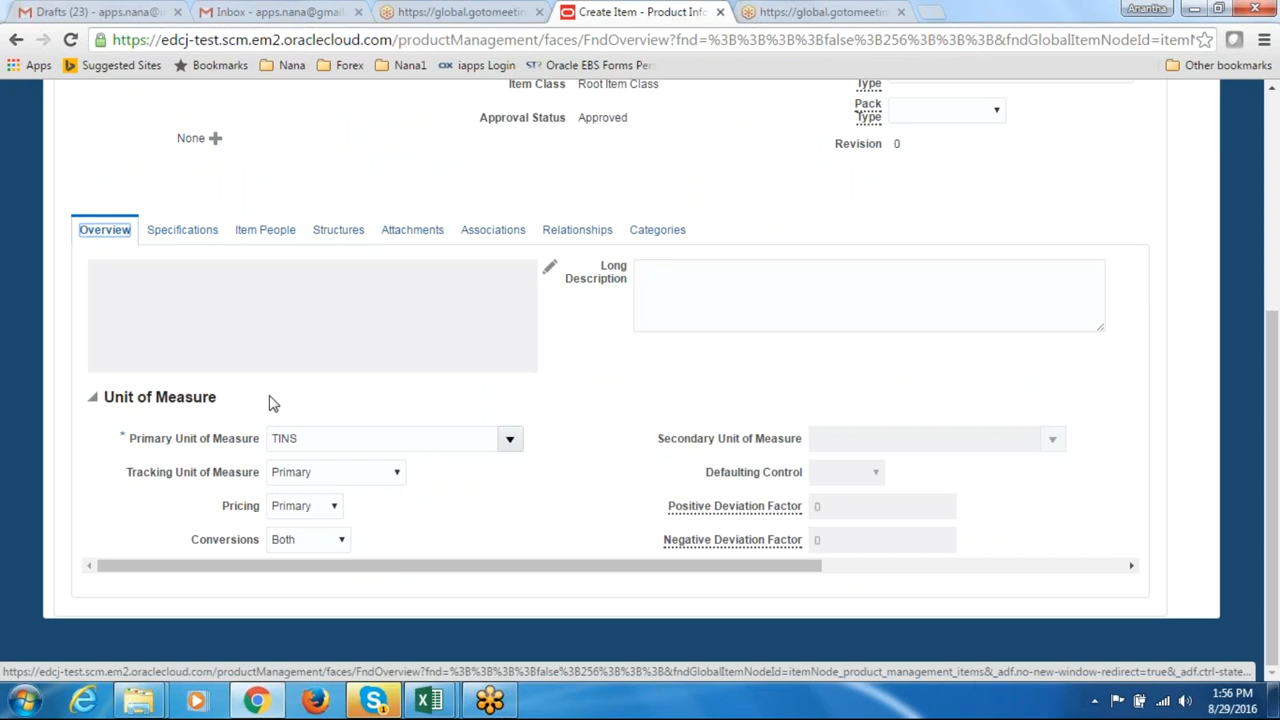 Drafts (23) - apps.nana@
Inbox - apps.nana@gmail
https://global.gotomeetin
Create Item - Product Info
https://global.gotomeetin
Anantha
https://edcj-test.scm.em2.oraclecloud.com/productManagement/faces/FndOverview?fnd=%3B%3B%3B%3Bfalse%3B256%3B%3B%3B&fndGlobalItemNodeId=itemN
Apps
Suggested Sites
Bookmarks
Nana
Forex
Nana1
iapps Login
Oracle EBS Forms Per
Other bookmarks
Item Class Root Item Class
Type
Pack Type
Approval Status Approved
None
Revision 0
Overview Specifications Item People Structures Attachments Associations Relationships Categories
Long Description
Unit of Measure
* Primary Unit of Measure TINS
Secondary Unit of Measure
Tracking Unit of Measure Primary
Defaulting Control
Pricing Primary
Positive Deviation Factor 0
Conversions Both
Negative Deviation Factor 0
https://edcj-test.scm.em2.oraclecloud.com/productManagement/faces/FndOverview?fnd=%3B%3B%3B%3Bfalse%3B256%3B%3B%3B&fndGlobalItemNodeId=itemNode_product_management_items&_adf.no-new-window-redirect=true&_adf.ctrl-state...
1:56 PM
8/29/2016